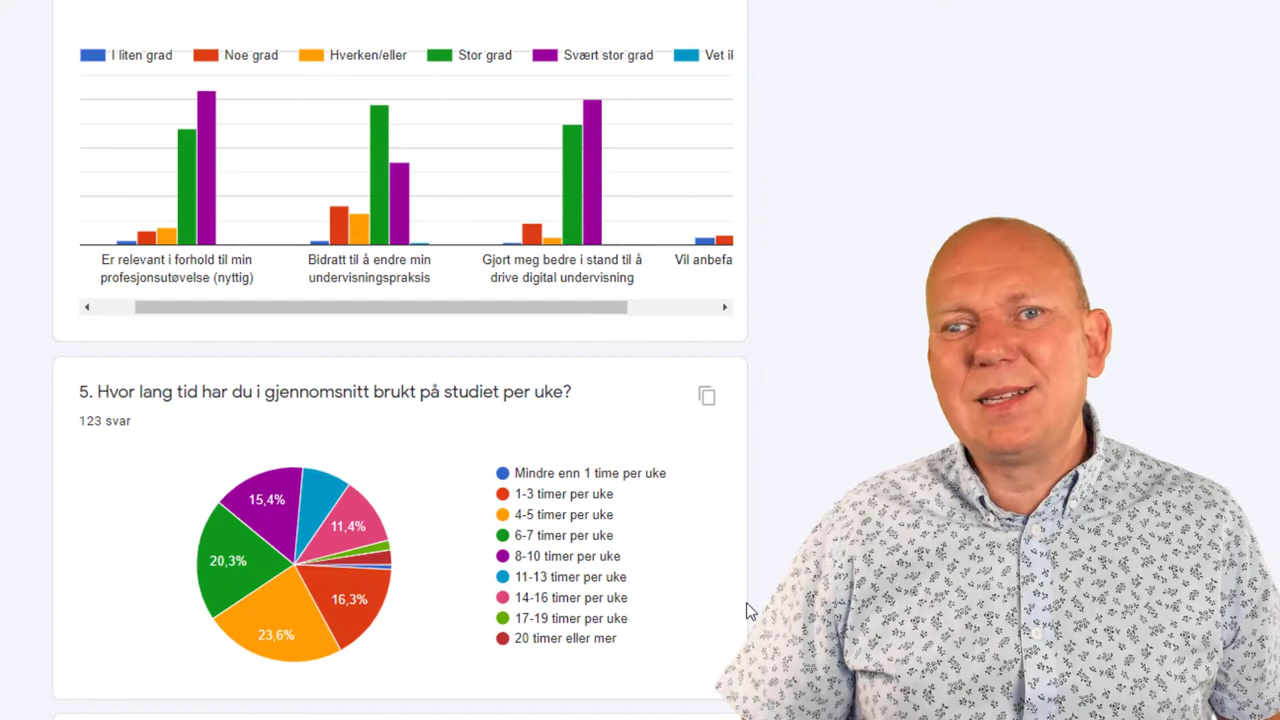 I liten grad Noe grad Hverken/eller Stor grad Svært stor grad Vet ik
Er relevant i forhold til min
profesjonsutøvelse (nyttig)
Bidratt til å endre min
undervisningspraksis
Gjort meg bedre i stand til å
drive digital undervisning
Vil anbefa
5. Hvor lang tid har du i gjennomsnitt brukt på studiet per uke?
123 svar
15,4%
11,4%
20,3%
16,3%
23,6%
Mindre enn 1 time per uke
1-3 timer per uke
4-5 timer per uke
6-7 timer per uke
8-10 timer per uke
11-13 timer per uke
14-16 timer per uke
17-19 timer per uke
20 timer eller mer